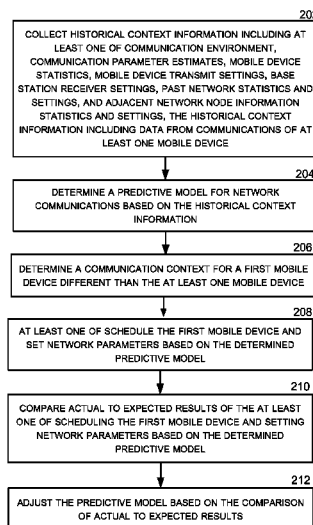 202
COLLECT HISTORICAL CONTEXT INFORMATION INCLUDING AT
LEAST ONE OF COMMUNICATION ENVIRONMENT,
COMMUNICATION PARAMETER ESTIMATES, MOBILE DEVICE
STATISTICS, MOBILE DEVICE TRANSMIT SETTINGS, BASE
STATION RECEIVER SETTINGS, PAST NETWORK STATISTICS AND
SETTINGS, AND ADJACENT NETWORK NODE INFORMATION
STATISTICS AND SETTINGS, THE HISTORICAL CONTEXT
INFORMATION INCLUDING DATA FROM COMMUNICATIONS OF AT
LEAST ONE MOBILE DEVICE
204
DETERMINE A PREDICTIVE MODEL FOR NETWORK
COMMUNICATIONS BASED ON THE HISTORICAL CONTEXT
INFORMATION
206
DETERMINE A COMMUNICATION CONTEXT FOR A FIRST MOBILE
DEVICE DIFFERENT THAN THE AT LEAST ONE MOBILE DEVICE
208
AT LEAST ONE OF SCHEDULE THE FIRST MOBILE DEVICE AND
SET NETWORK PARAMETERS BASED ON THE DETERMINED
PREDICTIVE MODEL
210
COMPARE ACTUAL TO EXPECTED RESULTS OF THE AT LEAST
ONE OF SCHEDULING THE FIRST MOBILE DEVICE AND SETTING
NETWORK PARAMETERS BASED ON THE DETERMINED
PREDICTIVE MODEL
212
ADJUST THE PREDICTIVE MODEL BASED ON THE COMPARISON
OF ACTUAL TO EXPECTED RESULTS